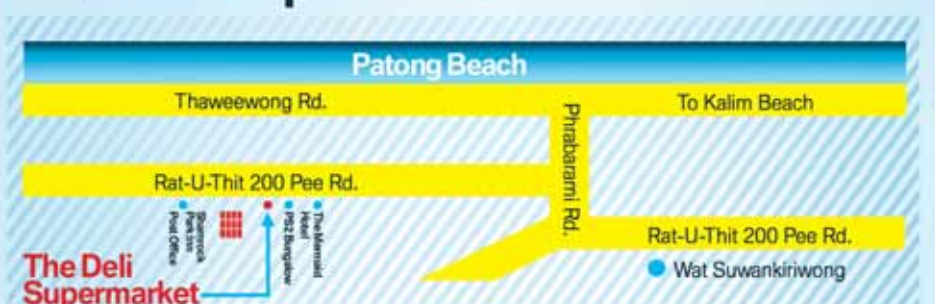 Patong Beach
Thaweewong Rd.
To Kalim Beach
Phrabarami Rd.
Rat-U-Thit 200 Pee Rd.
Shamrock
Park Inn
Post Office
PS2 Bungalow
The Mermaid
Hotel
Rat-U-Thit 200 Pee Rd.
Wat Suwankiriwong
The Deli
Supermarket